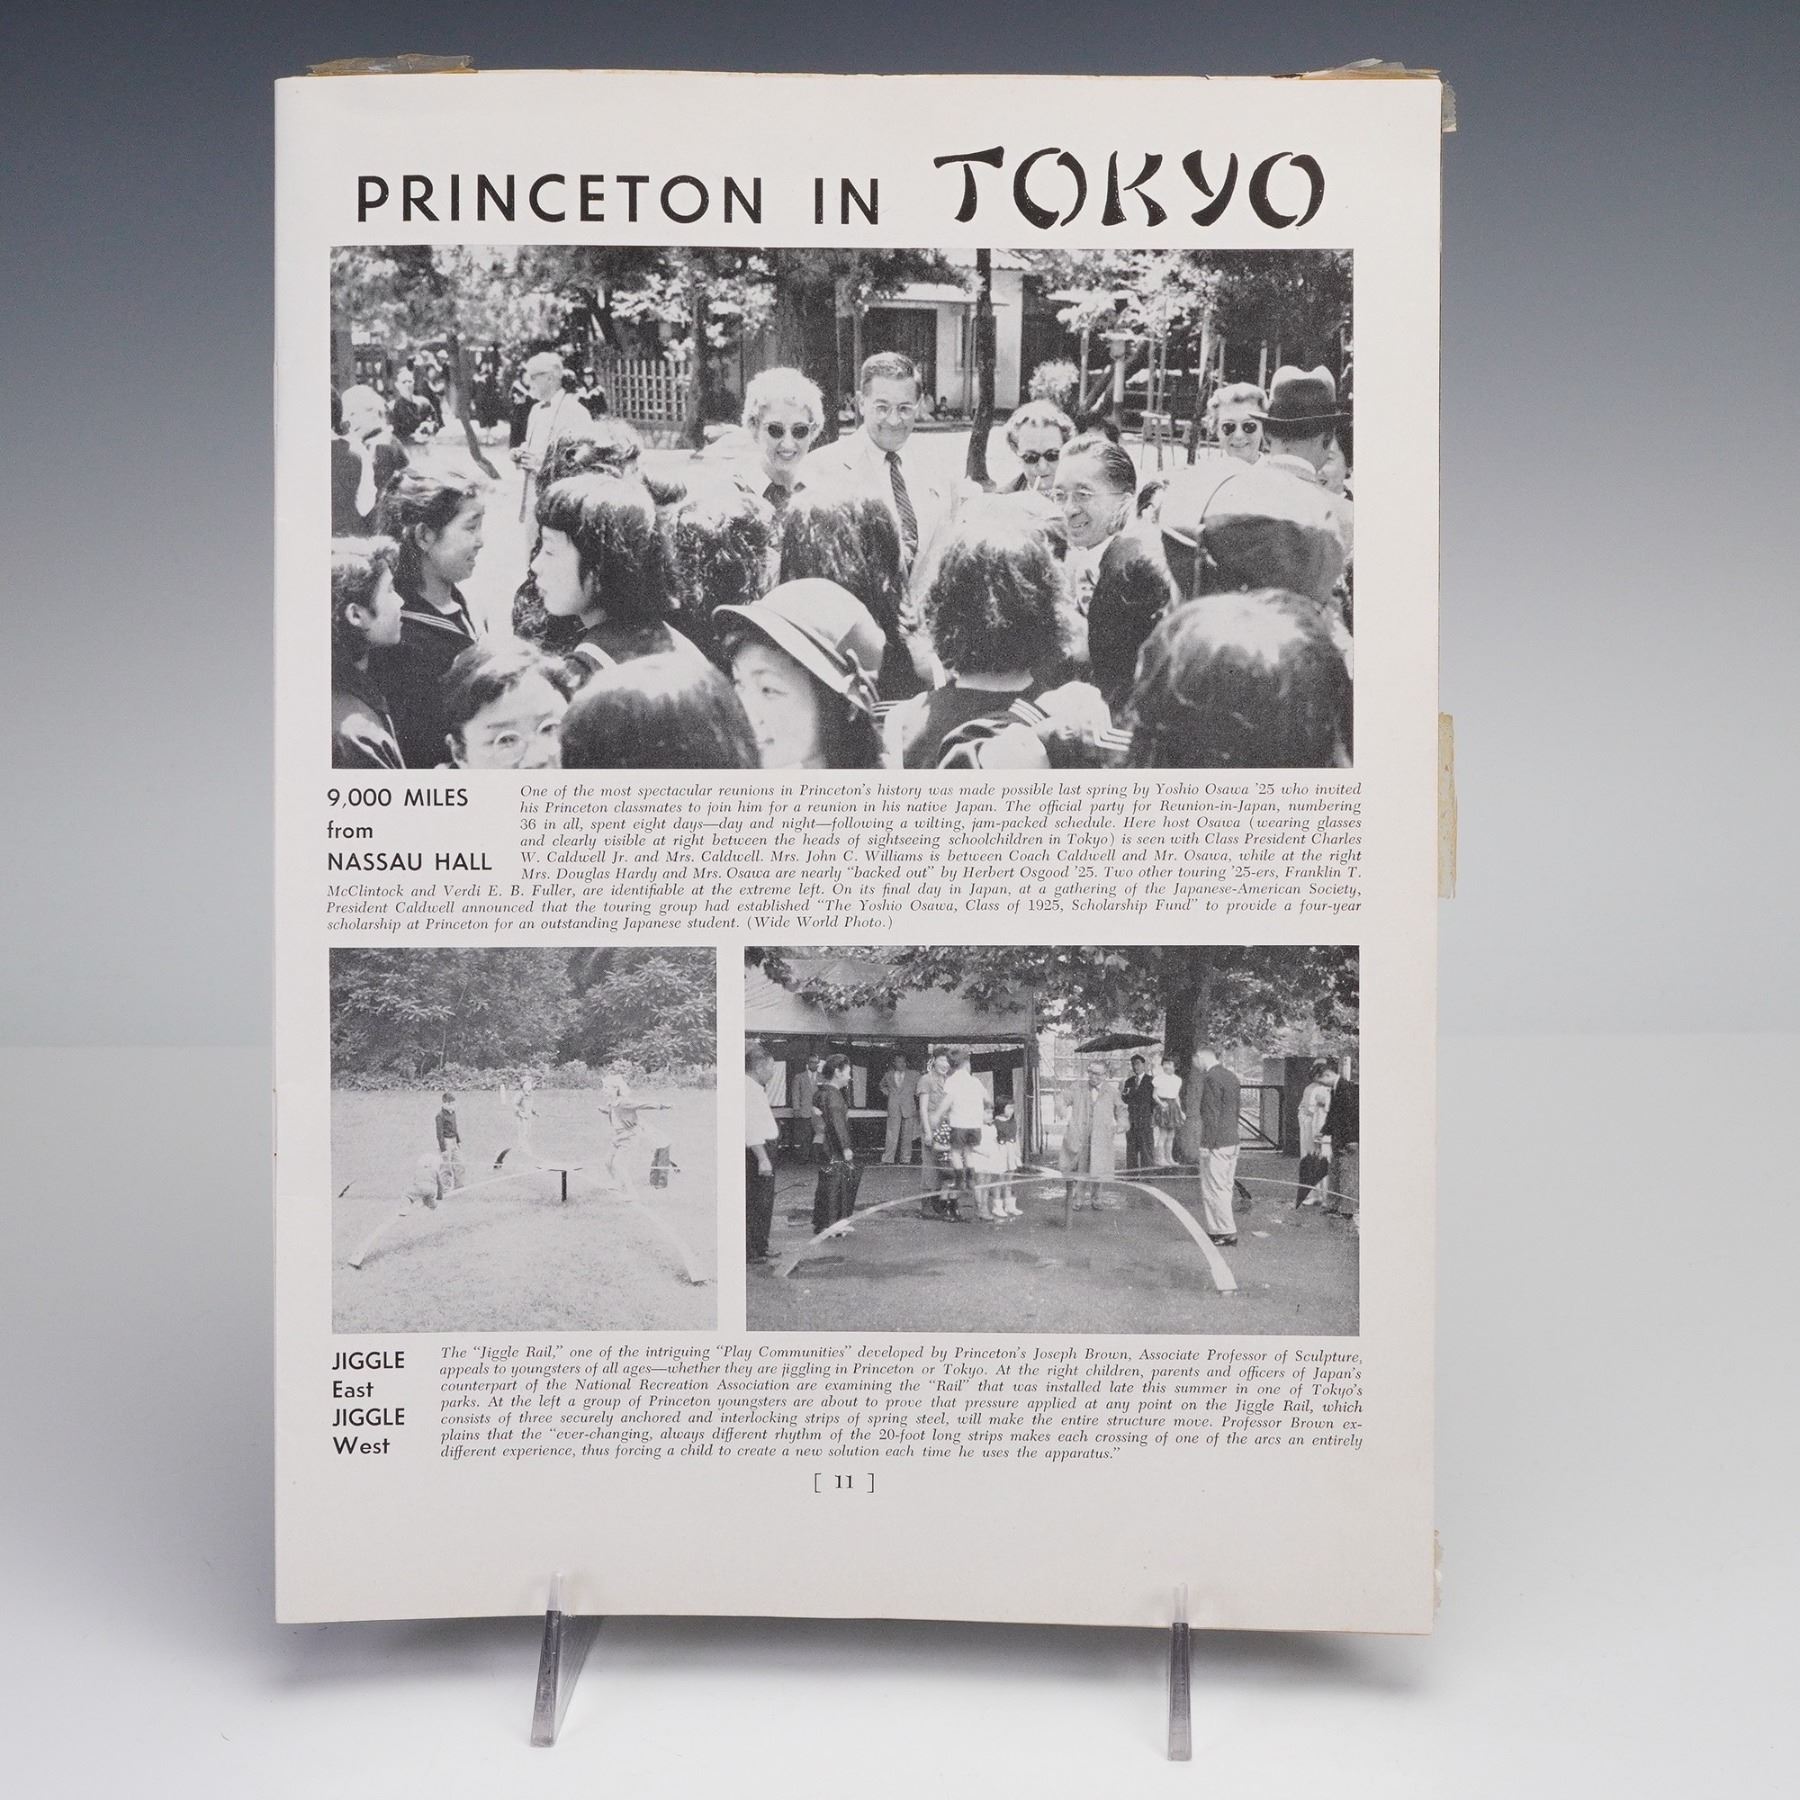 PRINCETON IN TOKYO
9,000 MILES
from
NASSAU HALL
One of the most spectacular reunions in Princeton's history was made possible last spring by Yoshio Osawa '25 who invited
his Princeton classmates to join him for a reunion in his native Japan. The official party for Reunion-in-Japan, numbering
36 in all, spent eight days—day and night—following a wilting, jam-packed schedule. Here host Osawa (wearing glasses
and clearly visible at right between the heads of sightseeing schoolchildren in Tokyo) is seen with Class President Charles
W. Caldwell Jr. and Mrs. Caldwell. Mrs. John C. Williams is between Coach Caldwell and Mr. Osawa, while at the right
Mrs. Douglas Hardy and Mrs. Osawa are nearly "backed out" by Herbert Osgood '25. Two other touring '25-ers, Franklin T.
McClintock and Verdi E. B. Fuller, are identifiable at the extreme left. On its final day in Japan, at a gathering of the Japanese-American Society,
President Caldwell announced that the touring group had established "The Yoshio Osawa, Class of 1925, Scholarship Fund" to provide a four-year
scholarship at Princeton for an outstanding Japanese student. (Wide World Photo.)
JIGGLE
East
JIGGLE
West
The "Jiggle Rail," one of the intriguing "Play Communities" developed by Princeton's Joseph Brown, Associate Professor of Sculpture,
appeals to youngsters of all ages—whether they are jiggling in Princeton or Tokyo. At the right children, parents and officers of Japan's
counterpart of the National Recreation Association are examining the "Rail" that was installed late this summer in one of Tokyo's
parks. At the left a group of Princeton youngsters are about to prove that pressure applied at any point on the Jiggle Rail, which
consists of three securely anchored and interlocking strips of spring steel, will make the entire structure move. Professor Brown ex-
plains that the "ever-changing, always different rhythm of the 20-foot long strips makes each crossing of one of the arcs an entirely
different experience, thus forcing a child to create a new solution each time he uses the apparatus."
[ 11 ]